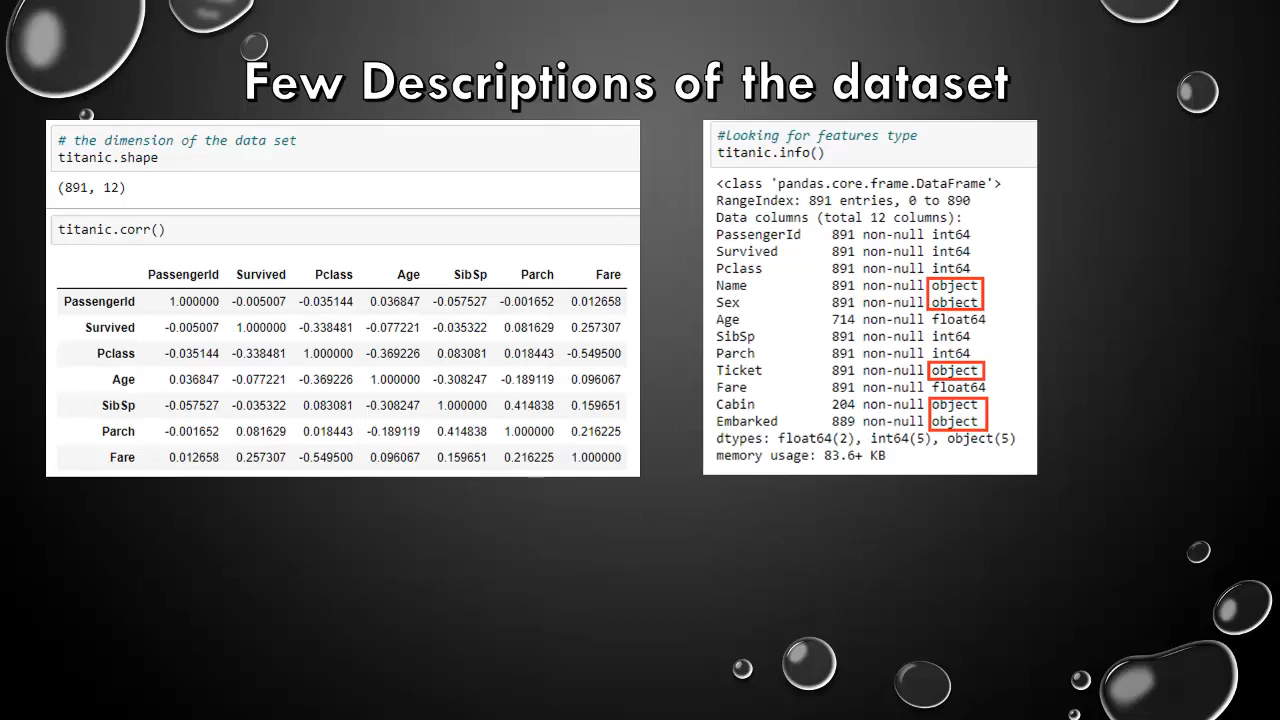 Few Descriptions of the dataset
# the dimension of the data set
titanic.shape
(891, 12)
titanic.corr()
PassengerId Survived Pclass Age SibSp Parch Fare
PassengerId 1.000000 -0.005007 -0.035144 0.036847 -0.057527 -0.001652 0.012658
Survived -0.005007 1.000000 -0.338481 -0.077221 -0.035322 0.081629 0.257307
Pclass -0.035144 -0.338481 1.000000 -0.369226 0.083081 0.018443 -0.549500
Age 0.036847 -0.077221 -0.369226 1.000000 -0.308247 -0.189119 0.096067
SibSp -0.057527 -0.035322 0.083081 -0.308247 1.000000 0.414838 0.159651
Parch -0.001652 0.081629 0.018443 -0.189119 0.414838 1.000000 0.216225
Fare 0.012658 0.257307 -0.549500 0.096067 0.159651 0.216225 1.000000
#looking for features type
titanic.info()
<class 'pandas.core.frame.DataFrame'>
RangeIndex: 891 entries, 0 to 890
Data columns (total 12 columns):
PassengerId 891 non-null int64
Survived 891 non-null int64
Pclass 891 non-null int64
Name 891 non-null object
Sex 891 non-null object
Age 714 non-null float64
SibSp 891 non-null int64
Parch 891 non-null int64
Ticket 891 non-null object
Fare 891 non-null float64
Cabin 204 non-null object
Embarked 889 non-null object
dtypes: float64(2), int64(5), object(5)
memory usage: 83.6+ KB